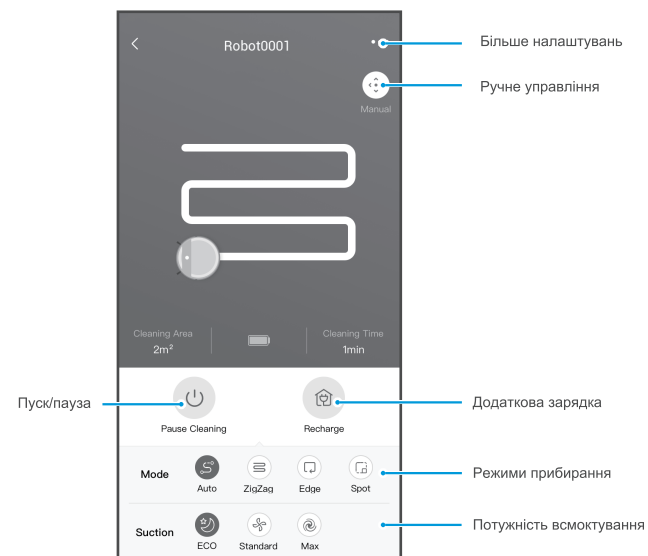 Robot0001
Більше налаштувань
Manual
Ручне управління
Cleaning Area
2m²
Cleaning Time
1min
Пуск/пауза
Pause Cleaning
Recharge
Додаткова зарядка
Mode
Auto
ZigZag
Edge
Spot
Режими прибирання
Suction
ECO
Standard
Max
Потужність всмоктування